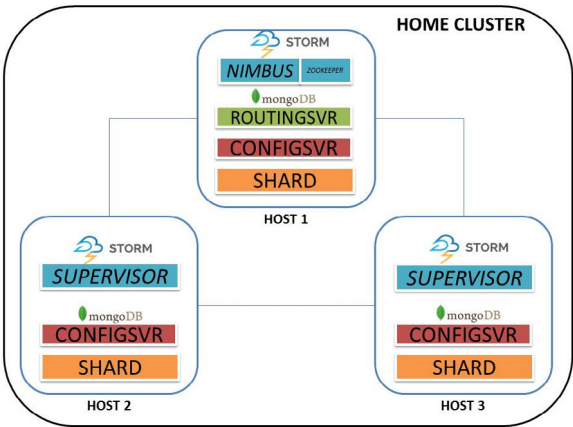 HOME CLUSTER
STORM
NIMBUS ZOOKEEPER
mongoDB
ROUTINGSVR
CONFIGSVR
SHARD
HOST 1
STORM
SUPERVISOR
mongoDB
CONFIGSVR
SHARD
HOST 2
STORM
SUPERVISOR
mongoDB
CONFIGSVR
SHARD
HOST 3